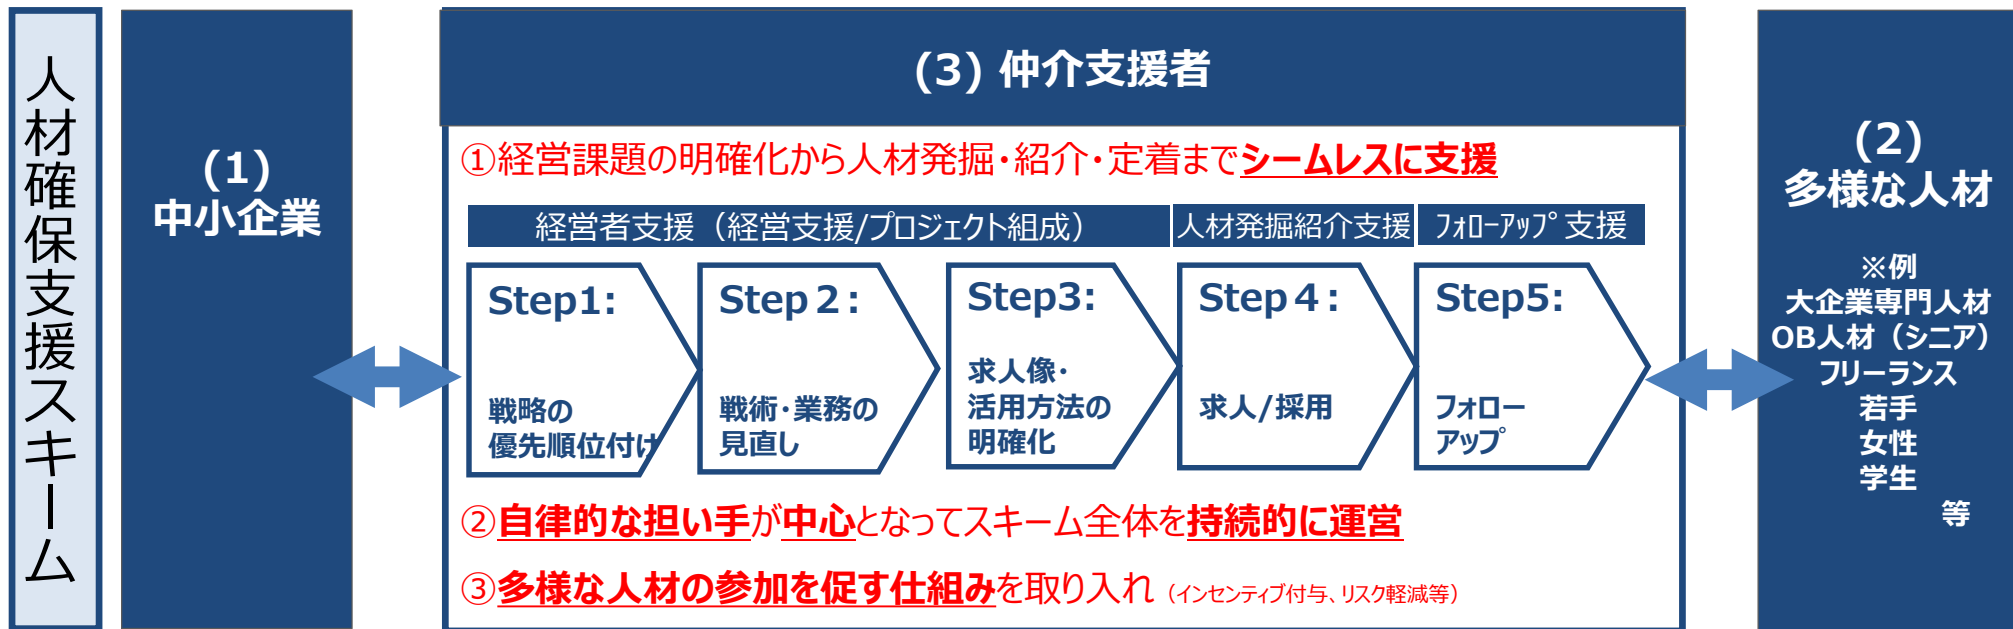 人材確保支援スキーム
(1)
中小企業
(3) 仲介支援者
①経営課題の明確化から人材発掘・紹介・定着までシームレスに支援
経営者支援（経営支援/プロジェクト組成）
人材発掘紹介支援
フォローアップ支援
Step1:
戦略の
優先順位付け
Step２:
戦術・業務の
見直し
Step3:
求人像・
活用方法の
明確化
Step４:
求人/採用
Step5:
フォロー
アップ
②自律的な担い手が中心となってスキーム全体を持続的に運営
③多様な人材の参加を促す仕組みを取り入れ（インセンティブ付与、リスク軽減等）
(2)
多様な人材
※例
大企業専門人材
OB人材（シニア）
フリーランス
若手
女性
学生
等